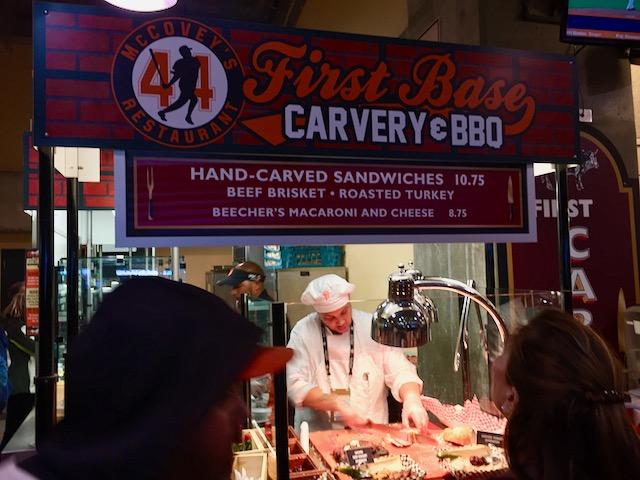 McCOVEY'S
44
RESTAURANT
First Base
CARVERY & BBQ
HAND-CARVED SANDWICHES 10.75
BEEF BRISKET • ROASTED TURKEY
BEECHER'S MACARONI AND CHEESE 8.75
FIRST
CAR